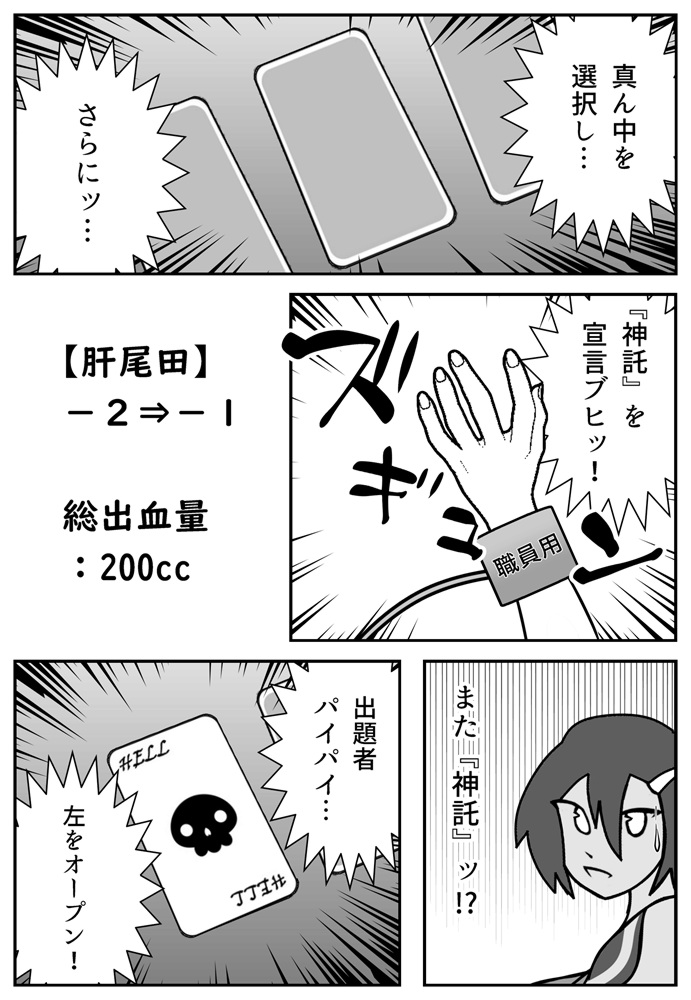 真ん中を
選択し…
さらにッ…
『神託』を
宣言ブヒッ！
ズギュン
職員用
【肝尾田】
－2⇒－1
総出血量
：200cc
また『神託』ッ!?
出題者
パイパイ…
HELL
HELL
左をオープン！